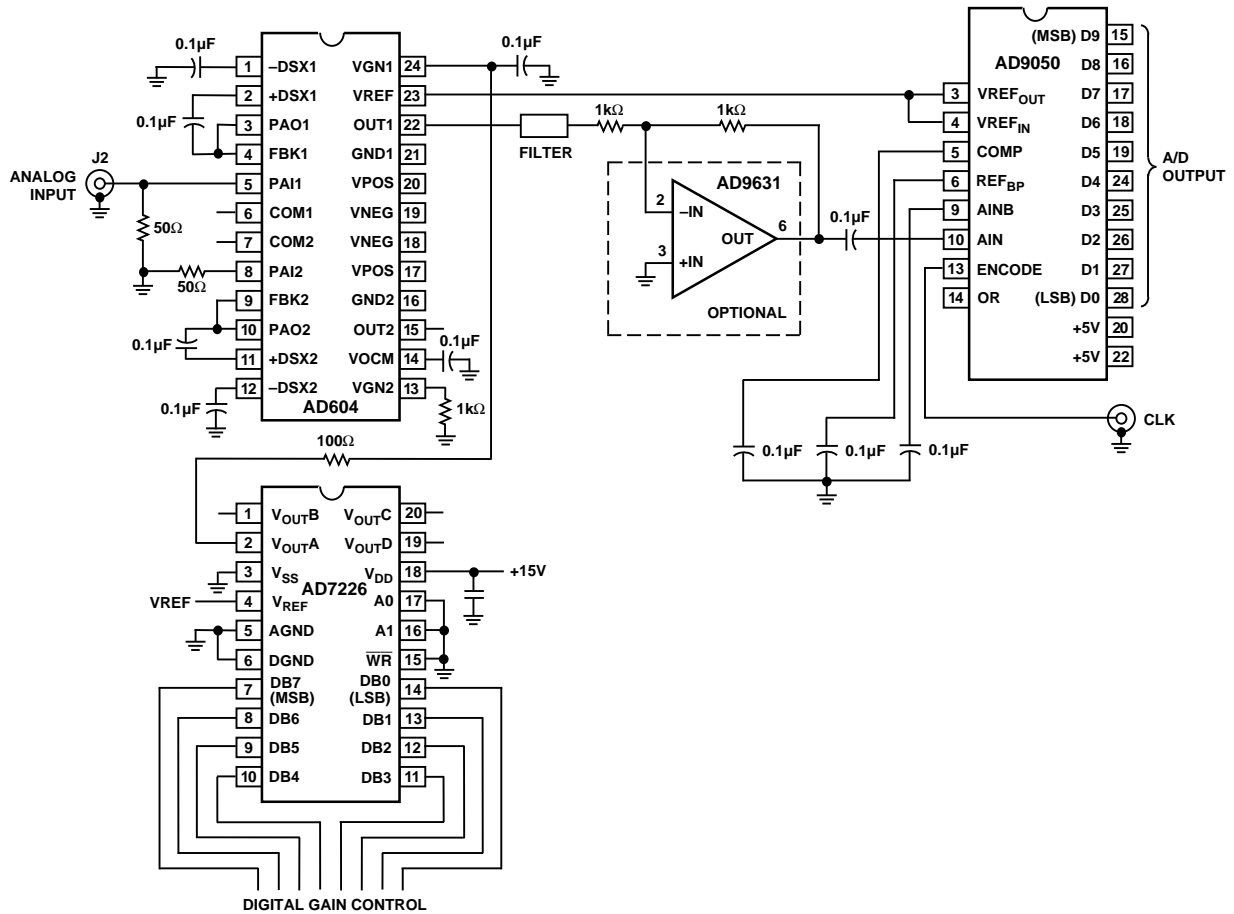 0.1µF
1 –DSX1
2 +DSX1
0.1µF
3 PAO1
4 FBK1
J2
ANALOG
INPUT
5 PAI1
6 COM1
50Ω
7 COM2
8 PAI2
50Ω
9 FBK2
10 PAO2
0.1µF
11 +DSX2
12 –DSX2
0.1µF
VGN1 24
0.1µF
VREF 23
OUT1 22
GND1 21
VPOS 20
VNEG 19
VNEG 18
VPOS 17
GND2 16
OUT2 15
VOCM 14
0.1µF
VGN2 13
1kΩ
AD604
100Ω
FILTER
1kΩ
1kΩ
AD9631
2 –IN
3 +IN
OUT
6
OPTIONAL
0.1µF
AD9050
3 VREFOUT
4 VREFIN
5 COMP
6 REFBP
9 AINB
10 AIN
13 ENCODE
14 OR
(MSB) D9 15
D8 16
D7 17
D6 18
D5 19
D4 24
D3 25
D2 26
D1 27
(LSB) D0 28
+5V 20
+5V 22
A/D
OUTPUT
CLK
0.1µF
0.1µF
0.1µF
1 VOUTB
2 VOUTA
3 VSS
VREF
4 VREF
5 AGND
6 DGND
7 DB7
(MSB)
8 DB6
9 DB5
10 DB4
AD7226
VOUTC 20
VOUTD 19
VDD 18
+15V
A0 17
A1 16
W̅R̅ 15
DB0 14
(LSB)
DB1 13
DB2 12
DB3 11
DIGITAL GAIN CONTROL